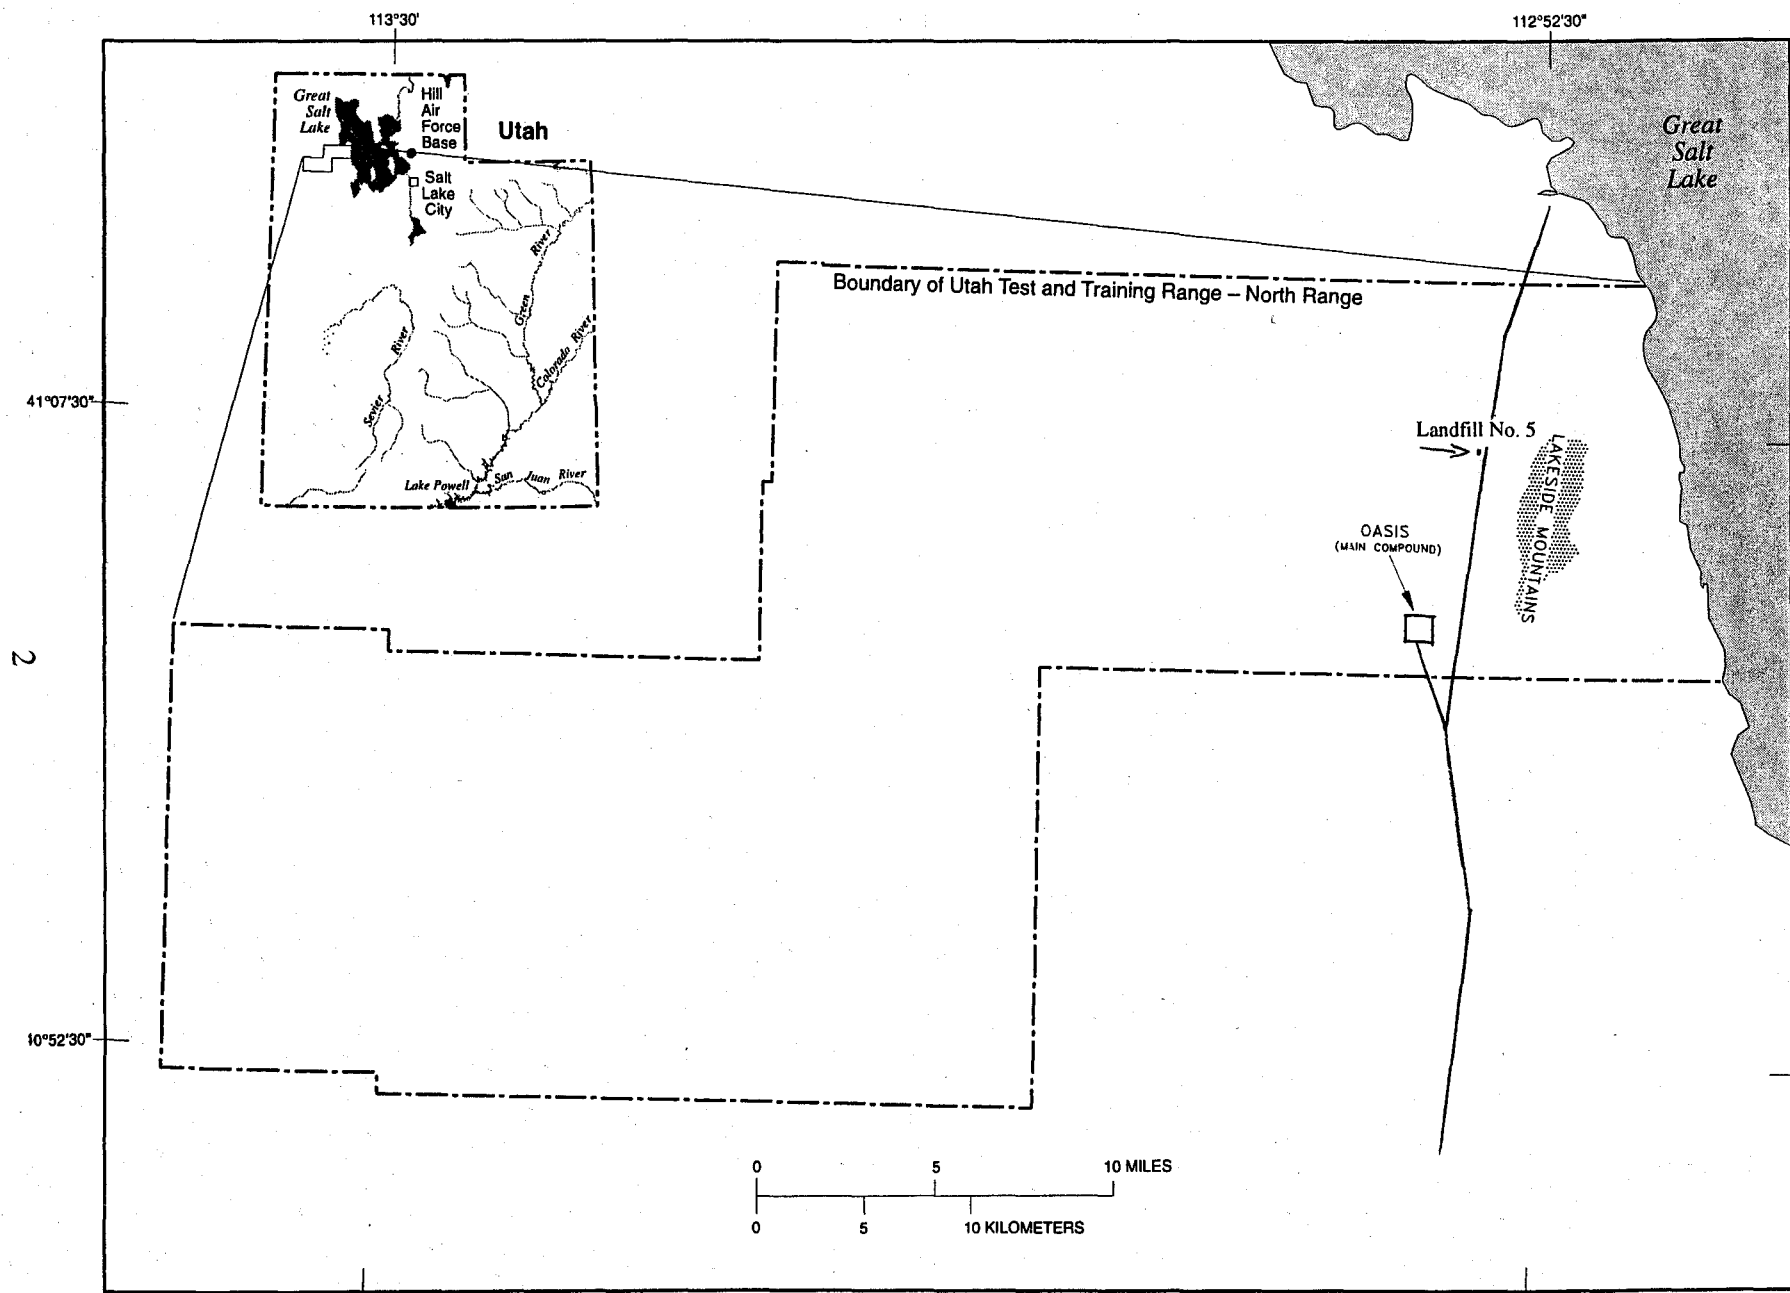 113°30'
112°52'30"
Great
Salt
Lake
Hill
Air
Force
Base
Utah
Salt
Lake
City
Great
Salt
Lake
River
Green
Colorado River
River
Sevier
Lake Powell
San Juan River
Boundary of Utah Test and Training Range – North Range
41°07'30"
Landfill No. 5
LAKESIDE MOUNTAINS
OASIS
(MAIN COMPOUND)
2
0°52'30"
0 5 10 MILES
0 5 10 KILOMETERS